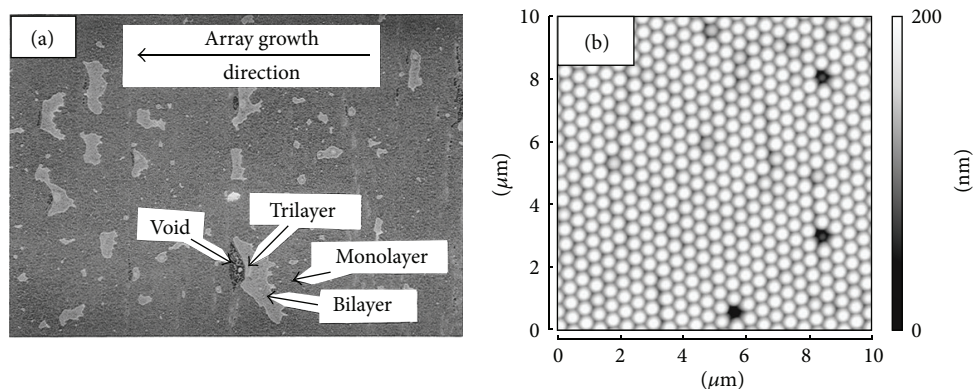 (a)
Array growth
direction
Void
Trilayer
Monolayer
Bilayer
(b)
10
8
6
4
2
0
(μm)
0 2 4 6 8 10
(μm)
200
(nm)
0